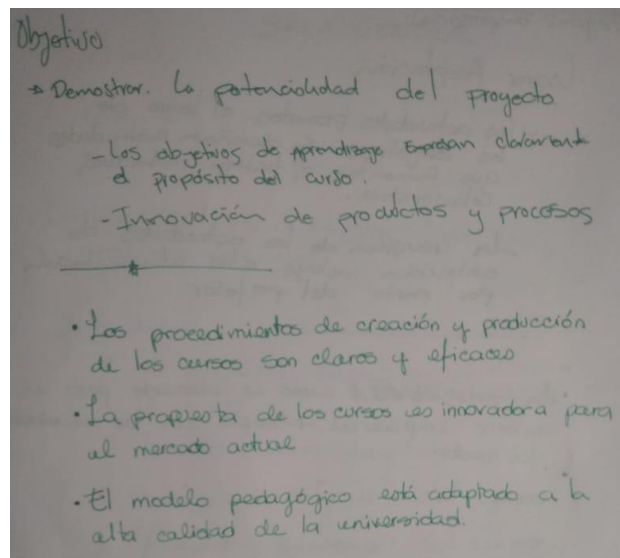 Objetivo
→ Demostrar. La potencialidad del proyecto
- Los objetivos de Aprendizaje Expresan claramente
el propósito del curso.
- Innovación de productos y procesos
• Los procedimientos de creación y producción
de los cursos son claros y eficaces
• La propuesta de los cursos es innovadora para
el mercado actual
• El modelo pedagógico está adaptado a la
alta calidad de la universidad.